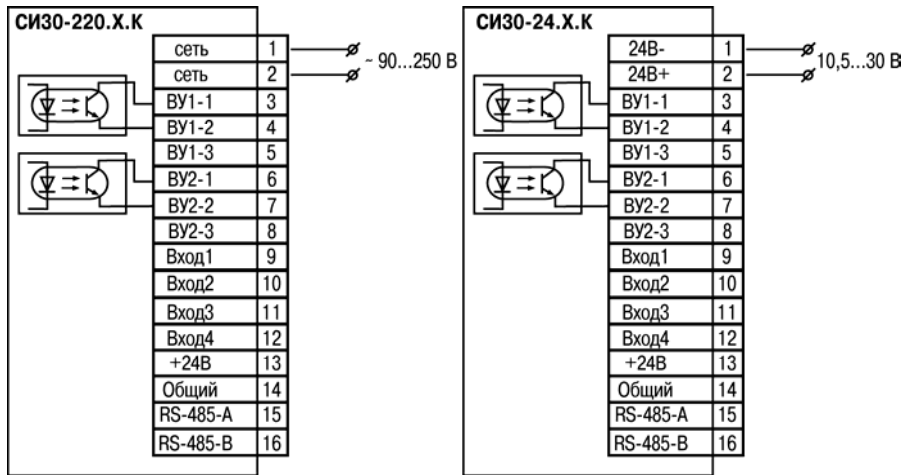 СИ30-220.Х.К
сеть 1
сеть 2
~ 90...250 В
ВУ1-1 3
ВУ1-2 4
ВУ1-3 5
ВУ2-1 6
ВУ2-2 7
ВУ2-3 8
Вход1 9
Вход2 10
Вход3 11
Вход4 12
+24В 13
Общий 14
RS-485-A 15
RS-485-B 16
СИ30-24.Х.К
24В- 1
24В+ 2
10,5...30 В
ВУ1-1 3
ВУ1-2 4
ВУ1-3 5
ВУ2-1 6
ВУ2-2 7
ВУ2-3 8
Вход1 9
Вход2 10
Вход3 11
Вход4 12
+24В 13
Общий 14
RS-485-A 15
RS-485-B 16